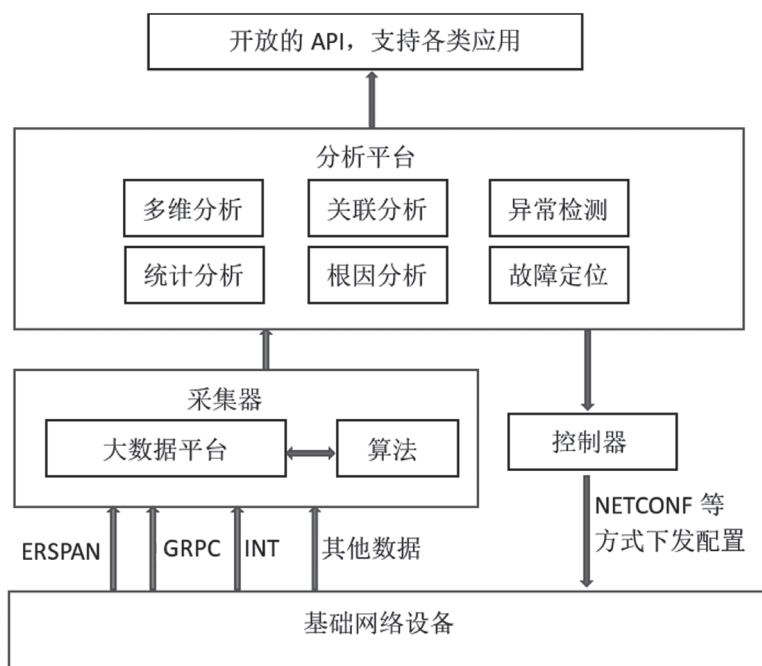 开放的 API，支持各类应用
分析平台
多维分析
关联分析
异常检测
统计分析
根因分析
故障定位
采集器
大数据平台
算法
控制器
ERSPAN
GRPC
INT
其他数据
NETCONF 等
方式下发配置
基础网络设备